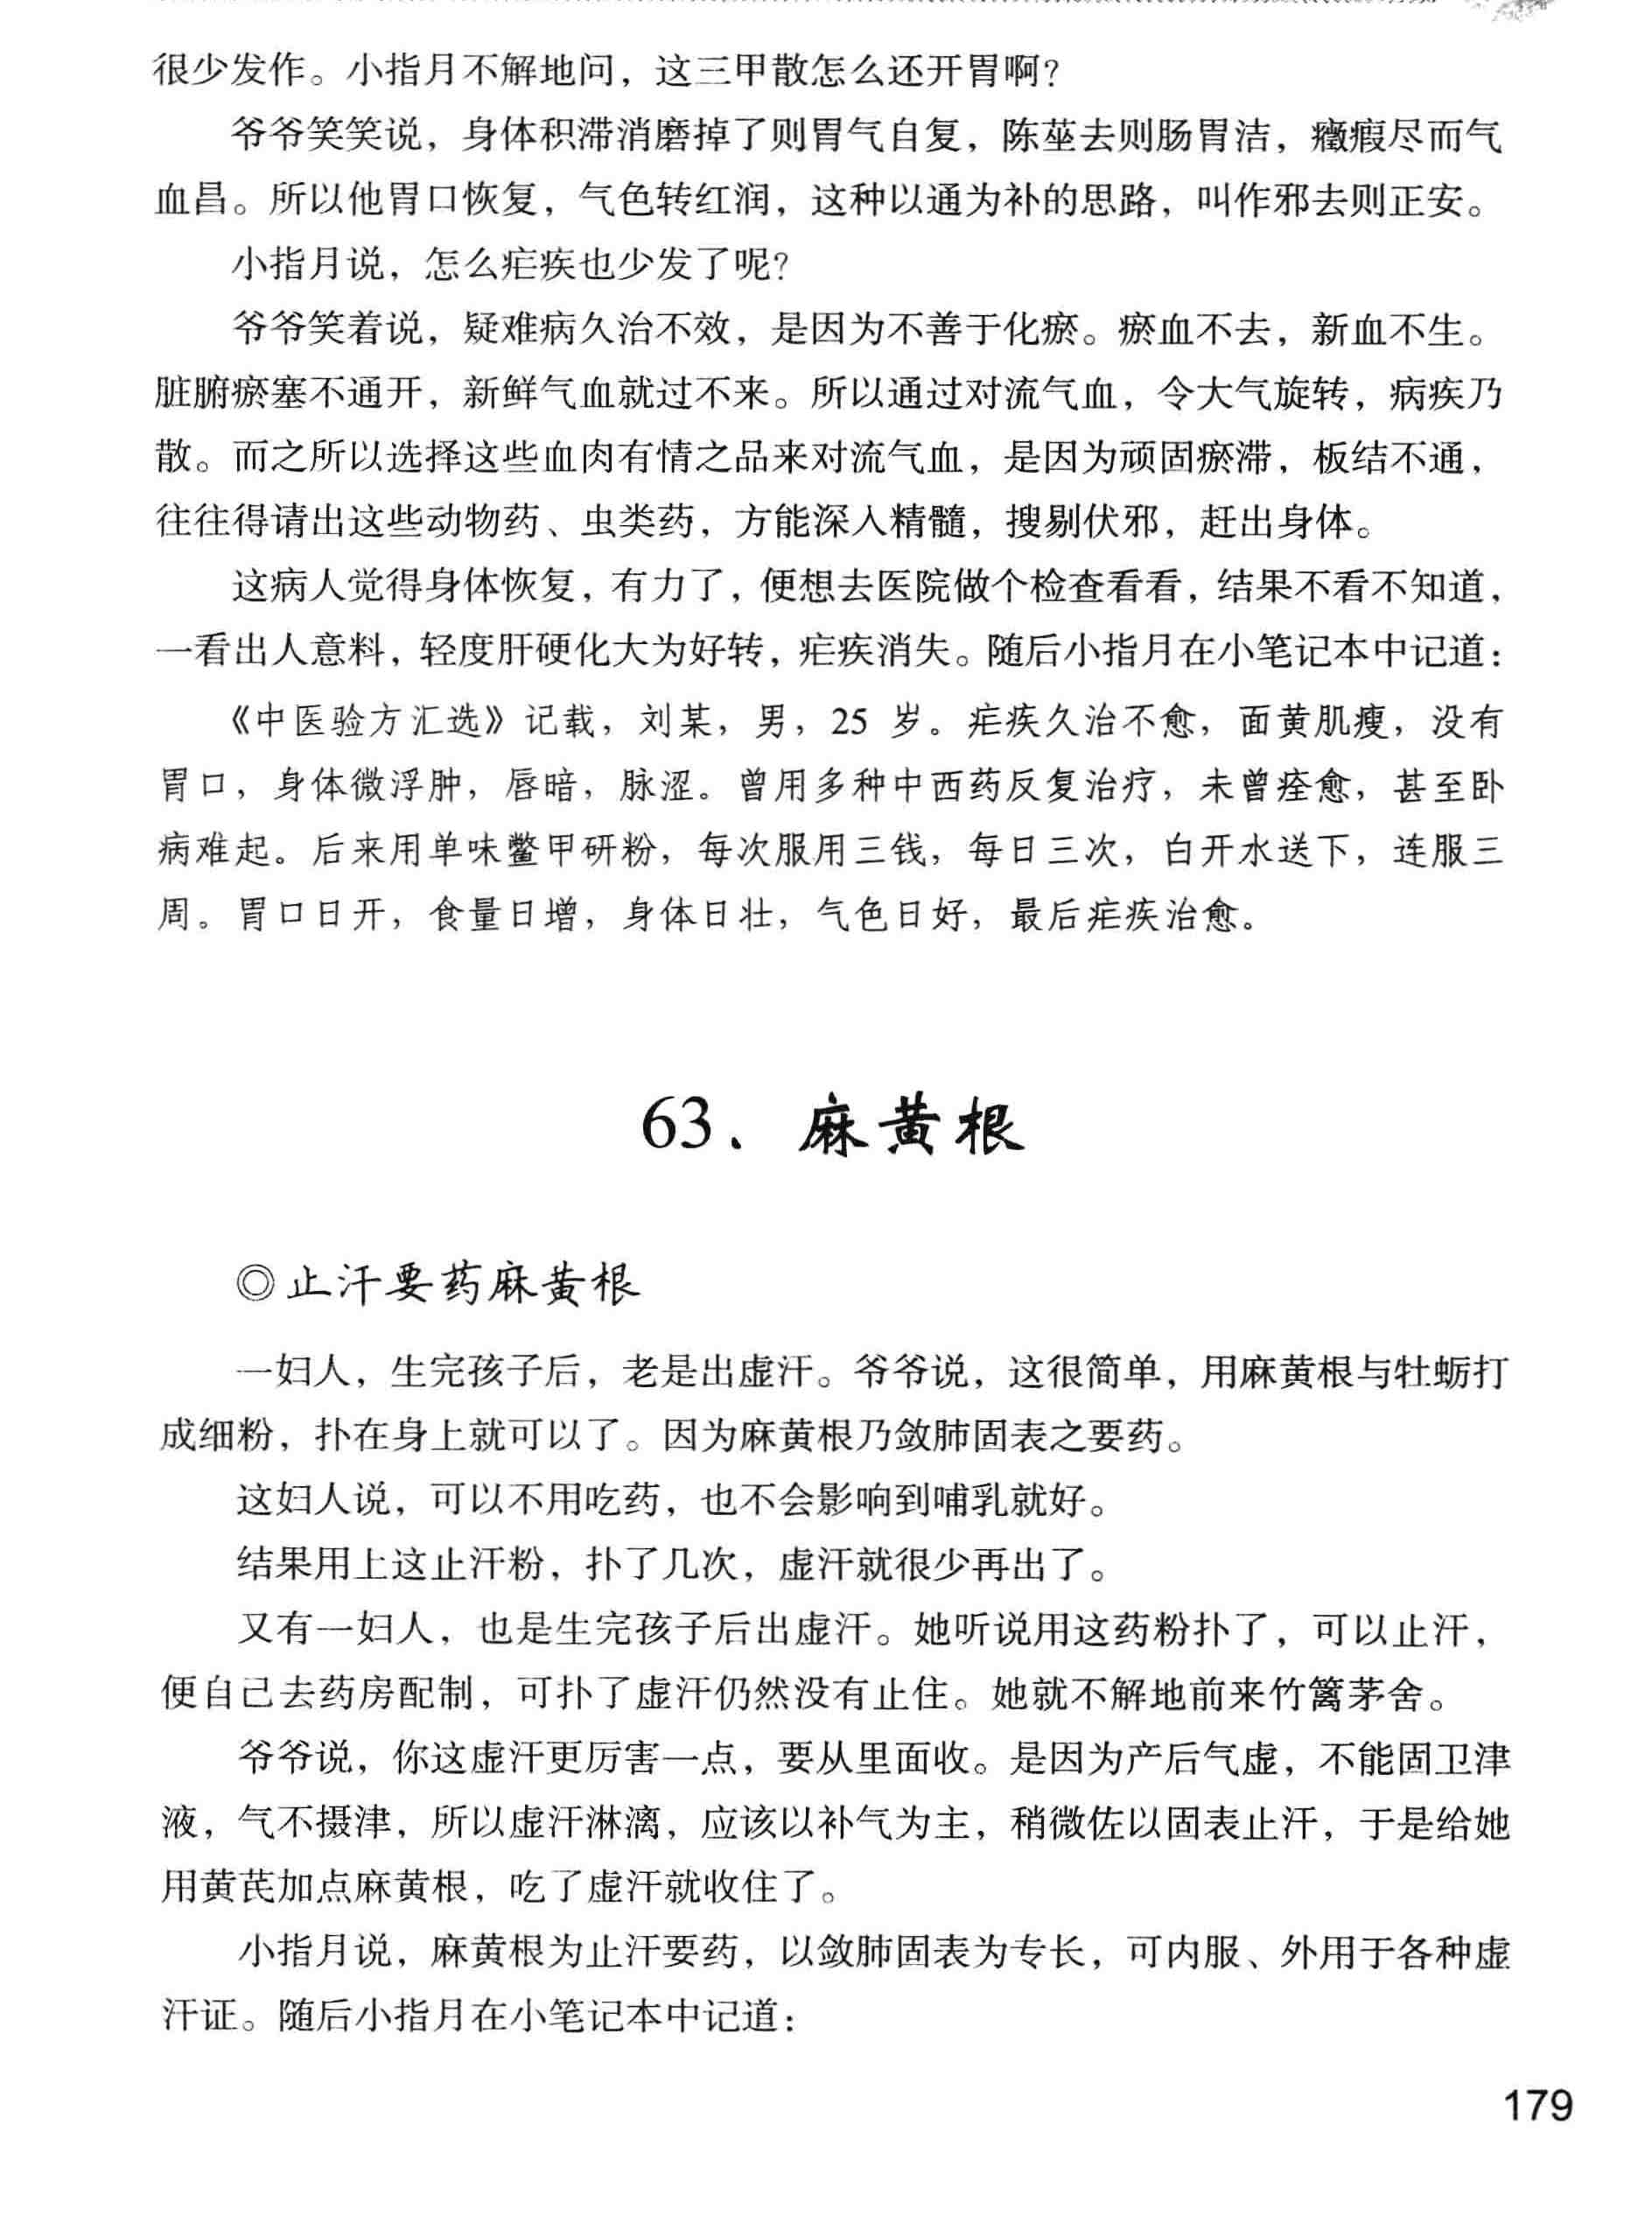 很少发作。小指月不解地问，这三甲散怎么还开胃啊？
爷爷笑笑说，身体积滞消磨掉了则胃气自复，陈莝去则肠胃洁，癥瘕尽而气
血昌。所以他胃口恢复，气色转红润，这种以通为补的思路，叫作邪去则正安。
小指月说，怎么疟疾也少发了呢？
爷爷笑着说，疑难病久治不效，是因为不善于化瘀。瘀血不去，新血不生。
脏腑瘀塞不通开，新鲜气血就过不来。所以通过对流气血，令大气旋转，病疾乃
散。而之所以选择这些血肉有情之品来对流气血，是因为顽固瘀滞，板结不通，
往往得请出这些动物药、虫类药，方能深入精髓，搜剔伏邪，赶出身体。
这病人觉得身体恢复，有力了，便想去医院做个检查看看，结果不看不知道，
一看出人意料，轻度肝硬化大为好转，疟疾消失。随后小指月在小笔记本中记道：
《中医验方汇选》记载，刘某，男，25 岁。疟疾久治不愈，面黄肌瘦，没有
胃口，身体微浮肿，唇暗，脉涩。曾用多种中西药反复治疗，未曾痊愈，甚至卧
病难起。后来用单味鳖甲研粉，每次服用三钱，每日三次，白开水送下，连服三
周。胃口日开，食量日增，身体日壮，气色日好，最后疟疾治愈。
63、麻黄根
◎止汗要药麻黄根
一妇人，生完孩子后，老是出虚汗。爷爷说，这很简单，用麻黄根与牡蛎打
成细粉，扑在身上就可以了。因为麻黄根乃敛肺固表之要药。
这妇人说，可以不用吃药，也不会影响到哺乳就好。
结果用上这止汗粉，扑了几次，虚汗就很少再出了。
又有一妇人，也是生完孩子后出虚汗。她听说用这药粉扑了，可以止汗，
便自己去药房配制，可扑了虚汗仍然没有止住。她就不解地前来竹篱茅舍。
爷爷说，你这虚汗更厉害一点，要从里面收。是因为产后气虚，不能固卫津
液，气不摄津，所以虚汗淋漓，应该以补气为主，稍微佐以固表止汗，于是给她
用黄芪加点麻黄根，吃了虚汗就收住了。
小指月说，麻黄根为止汗要药，以敛肺固表为专长，可内服、外用于各种虚
汗证。随后小指月在小笔记本中记道：
179